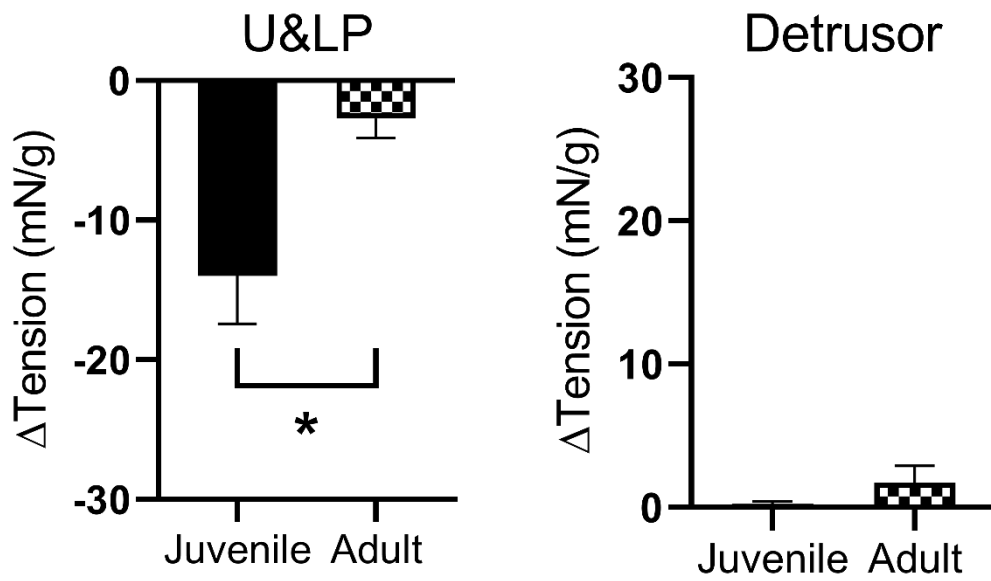 U&LP
ΔTension (mN/g)
0
-10
-20
-30
*
Juvenile Adult
Detrusor
ΔTension (mN/g)
30
20
10
0
Juvenile Adult